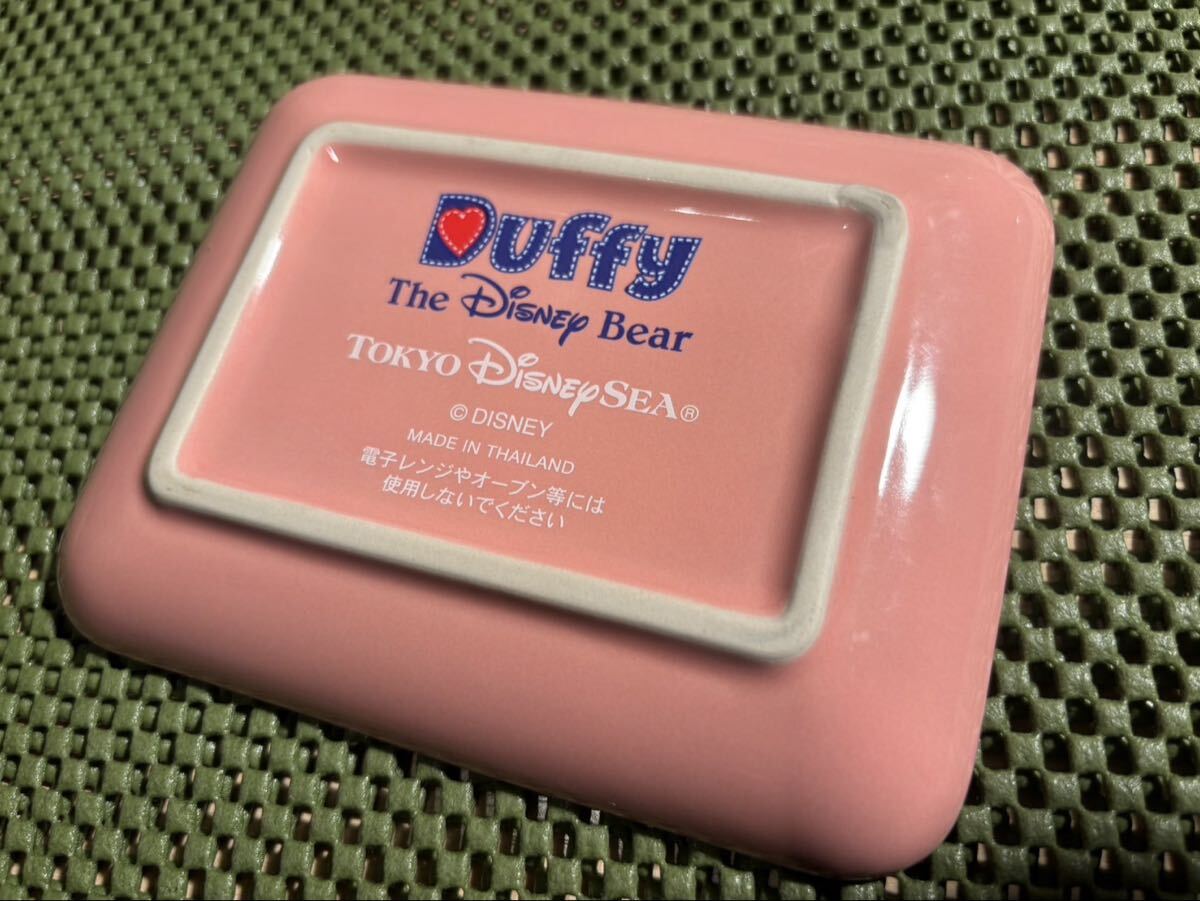 Duffy
The Disney Bear
TOKYO DISNEYSEA®
© DISNEY
MADE IN THAILAND
電子レンジやオーブン等には
使用しないでください